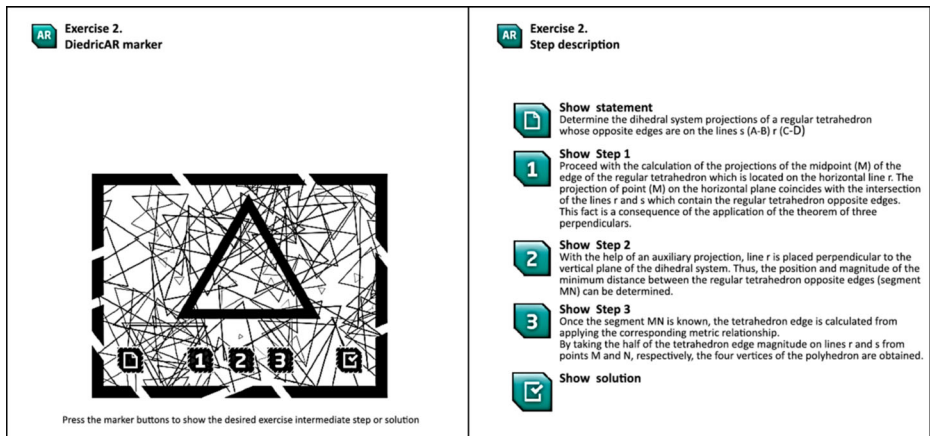 AR
Exercise 2.
DiedricAR marker
1 2 3
Press the marker buttons to show the desired exercise intermediate step or solution
AR
Exercise 2.
Step description
Show statement
Determine the dihedral system projections of a regular tetrahedron
whose opposite edges are on the lines s (A-B) r (C-D)
1
Show Step 1
Proceed with the calculation of the projections of the midpoint (M) of the
edge of the regular tetrahedron which is located on the horizontal line r. The
projection of point (M) on the horizontal plane coincides with the intersection
of the lines r and s which contain the regular tetrahedron opposite edges.
This fact is a consequence of the application of the theorem of three
perpendiculars.
2
Show Step 2
With the help of an auxiliary projection, line r is placed perpendicular to the
vertical plane of the dihedral system. Thus, the position and magnitude of the
minimum distance between the regular tetrahedron opposite edges (segment
MN) can be determined.
3
Show Step 3
Once the segment MN is known, the tetrahedron edge is calculated from
applying the corresponding metric relationship.
By taking the half of the tetrahedron edge magnitude on lines r and s from
points M and N, respectively, the four vertices of the polyhedron are obtained.
Show solution